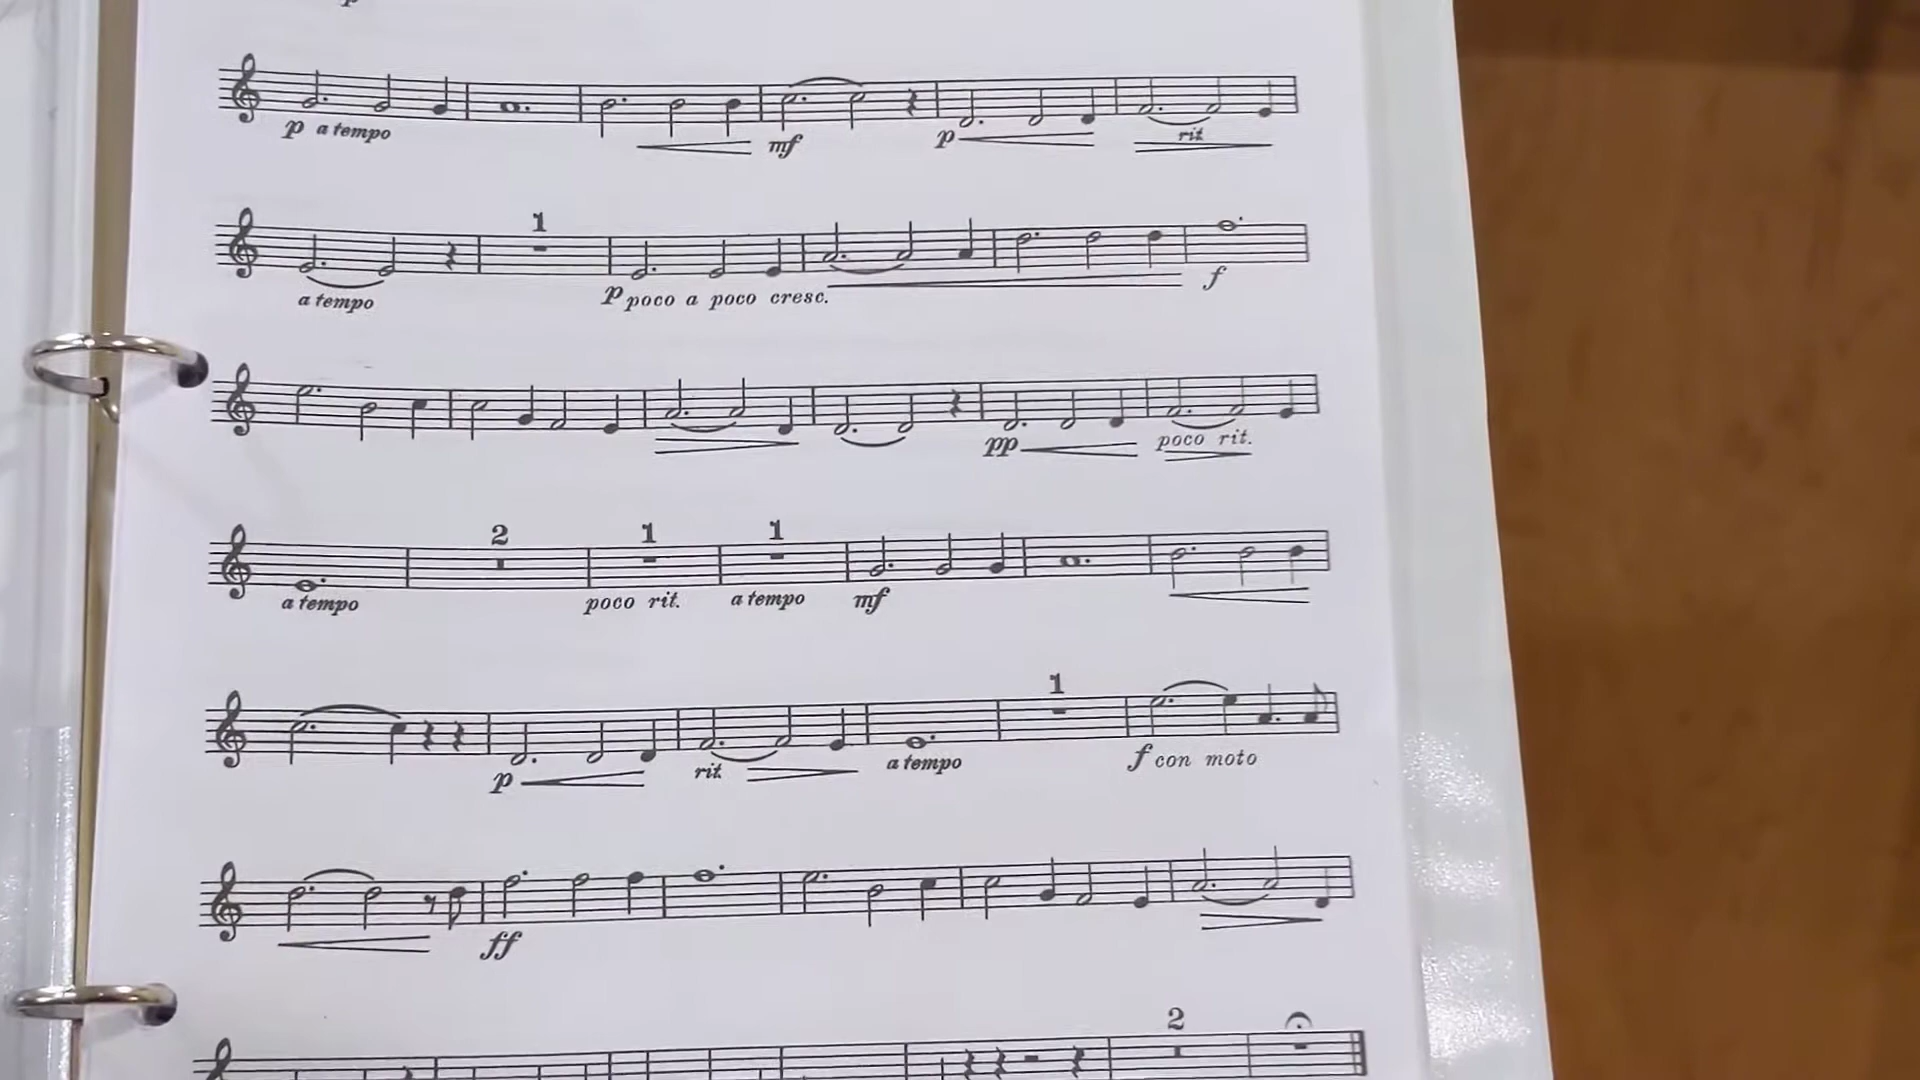 p a tempo mf p rit.
1
a tempo p poco a poco cresc. f
pp poco rit.
2 1 1
a tempo poco rit. a tempo mf
1
p rit. a tempo f con moto
ff
2